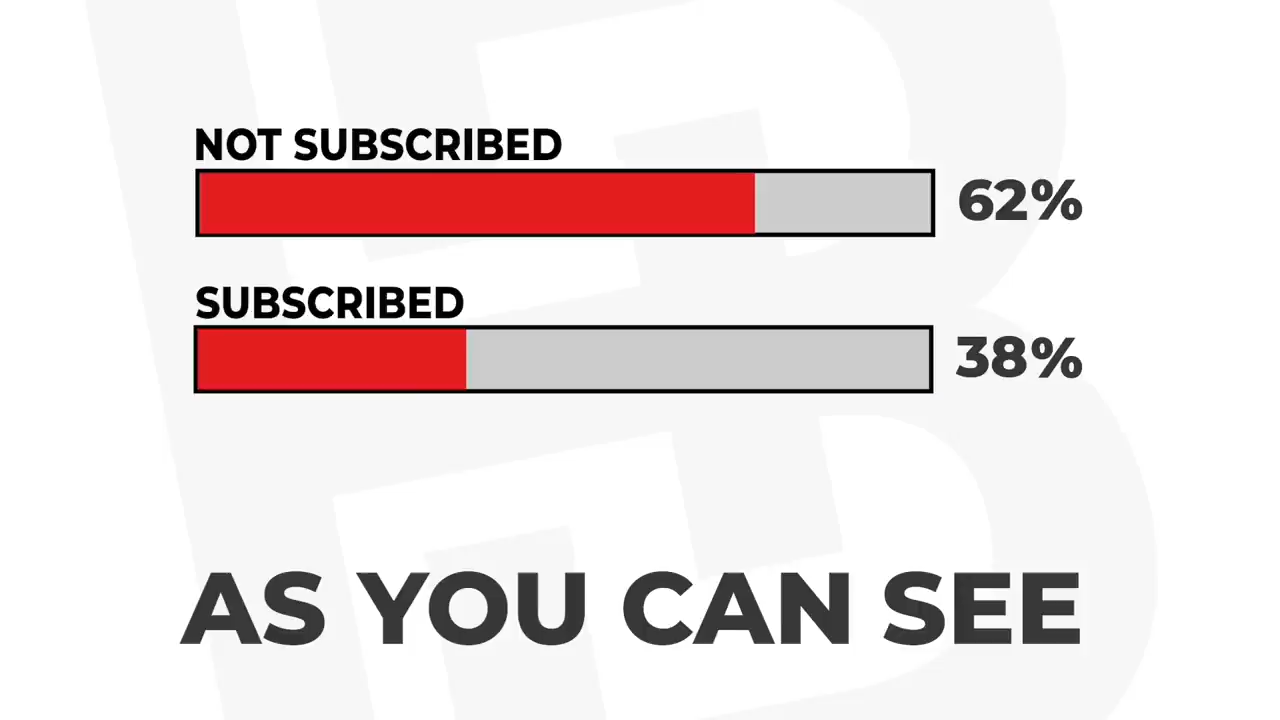 NOT SUBSCRIBED
62%
SUBSCRIBED
38%
AS YOU CAN SEE